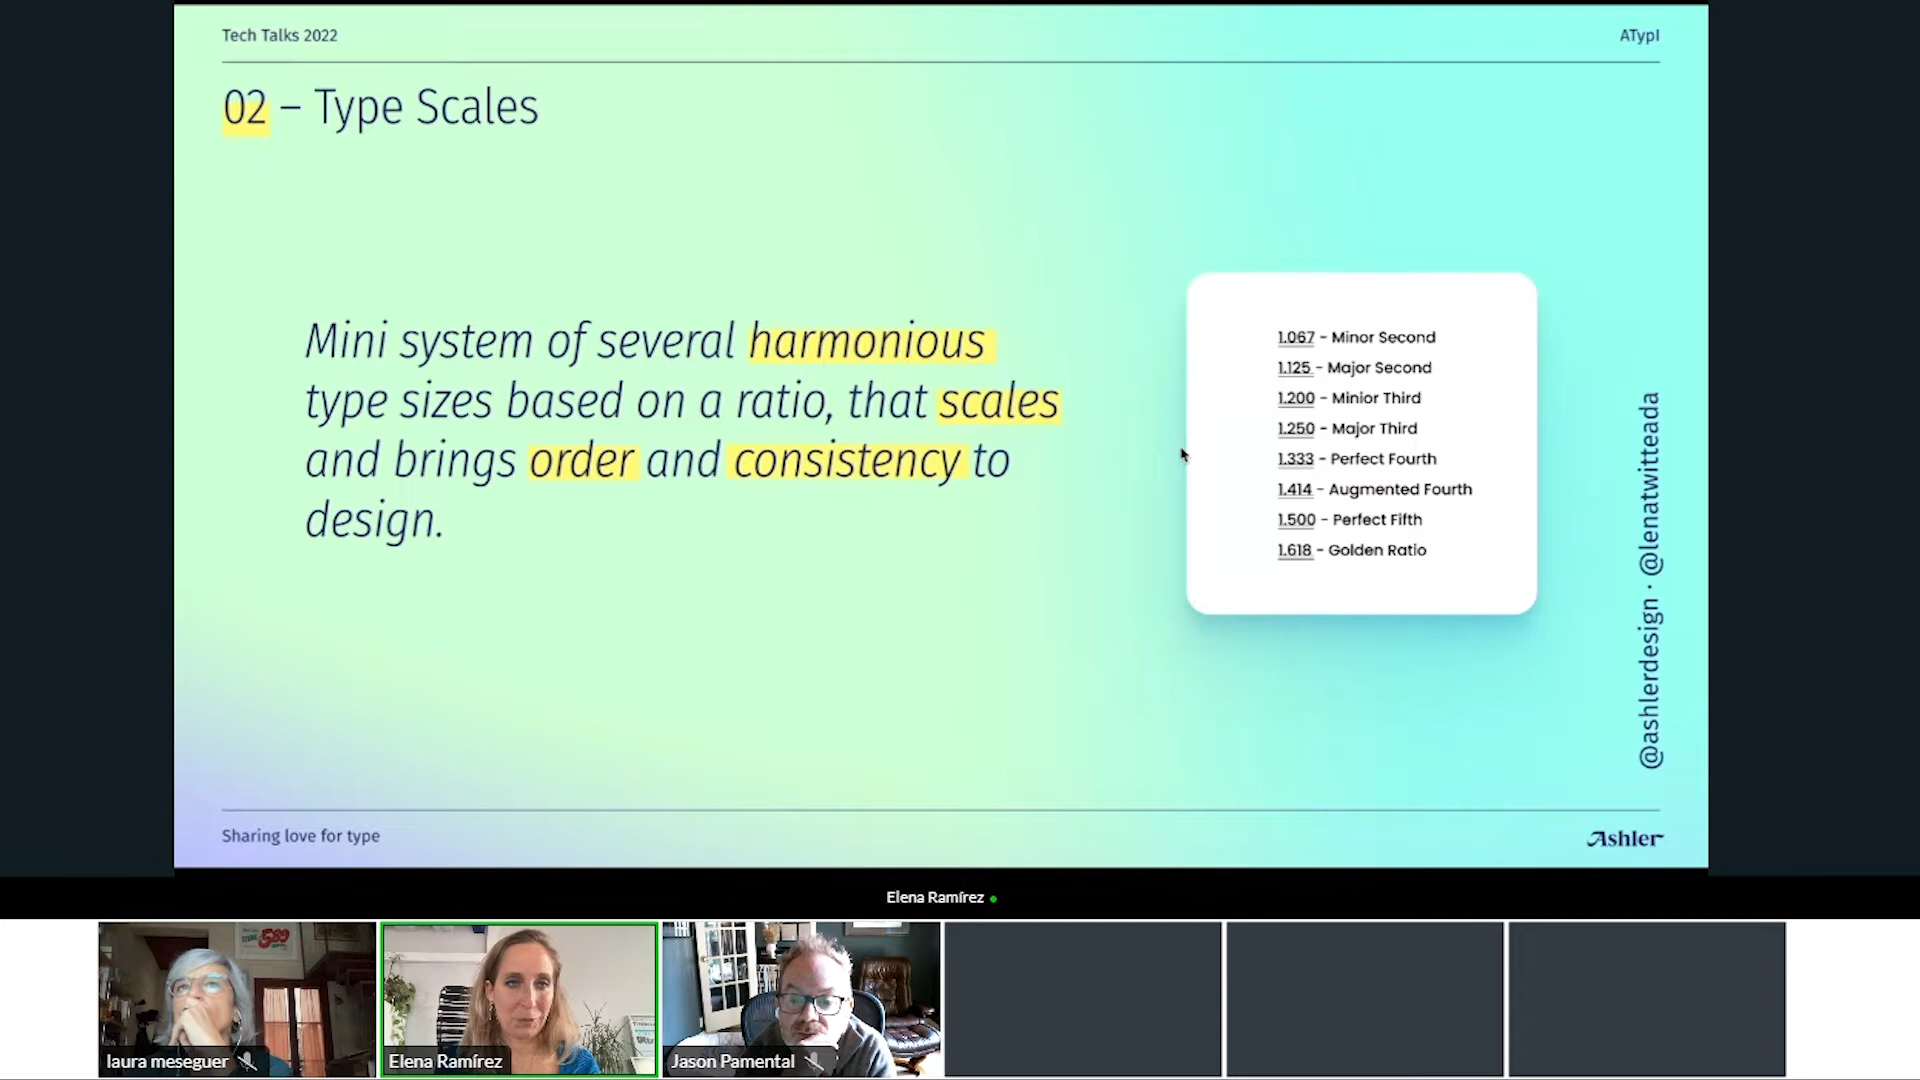 Tech Talks 2022
ATypI
02 – Type Scales
Mini system of several harmonious
type sizes based on a ratio, that scales
and brings order and consistency to
design.
1.067 - Minor Second
1.125 - Major Second
1.200 - Minior Third
1.250 - Major Third
1.333 - Perfect Fourth
1.414 - Augmented Fourth
1.500 - Perfect Fifth
1.618 - Golden Ratio
@ashlerdesign · @lenatwitteada
Sharing love for type
Ashler
Elena Ramírez
laura meseguer
Elena Ramírez
Jason Pamental